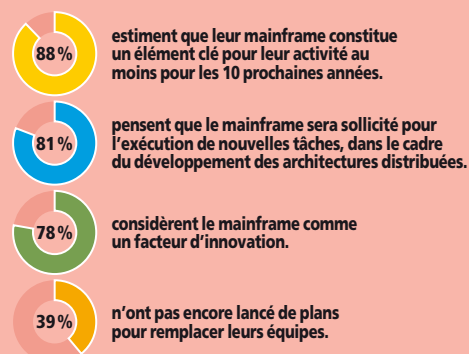 88 %
estiment que leur mainframe constitue
un élément clé pour leur activité au
moins pour les 10 prochaines années.
81 %
pensent que le mainframe sera sollicité pour
l’exécution de nouvelles tâches, dans le cadre
du développement des architectures distribuées.
78 %
considèrent le mainframe comme
un facteur d’innovation.
39 %
n’ont pas encore lancé de plans
pour remplacer leurs équipes.